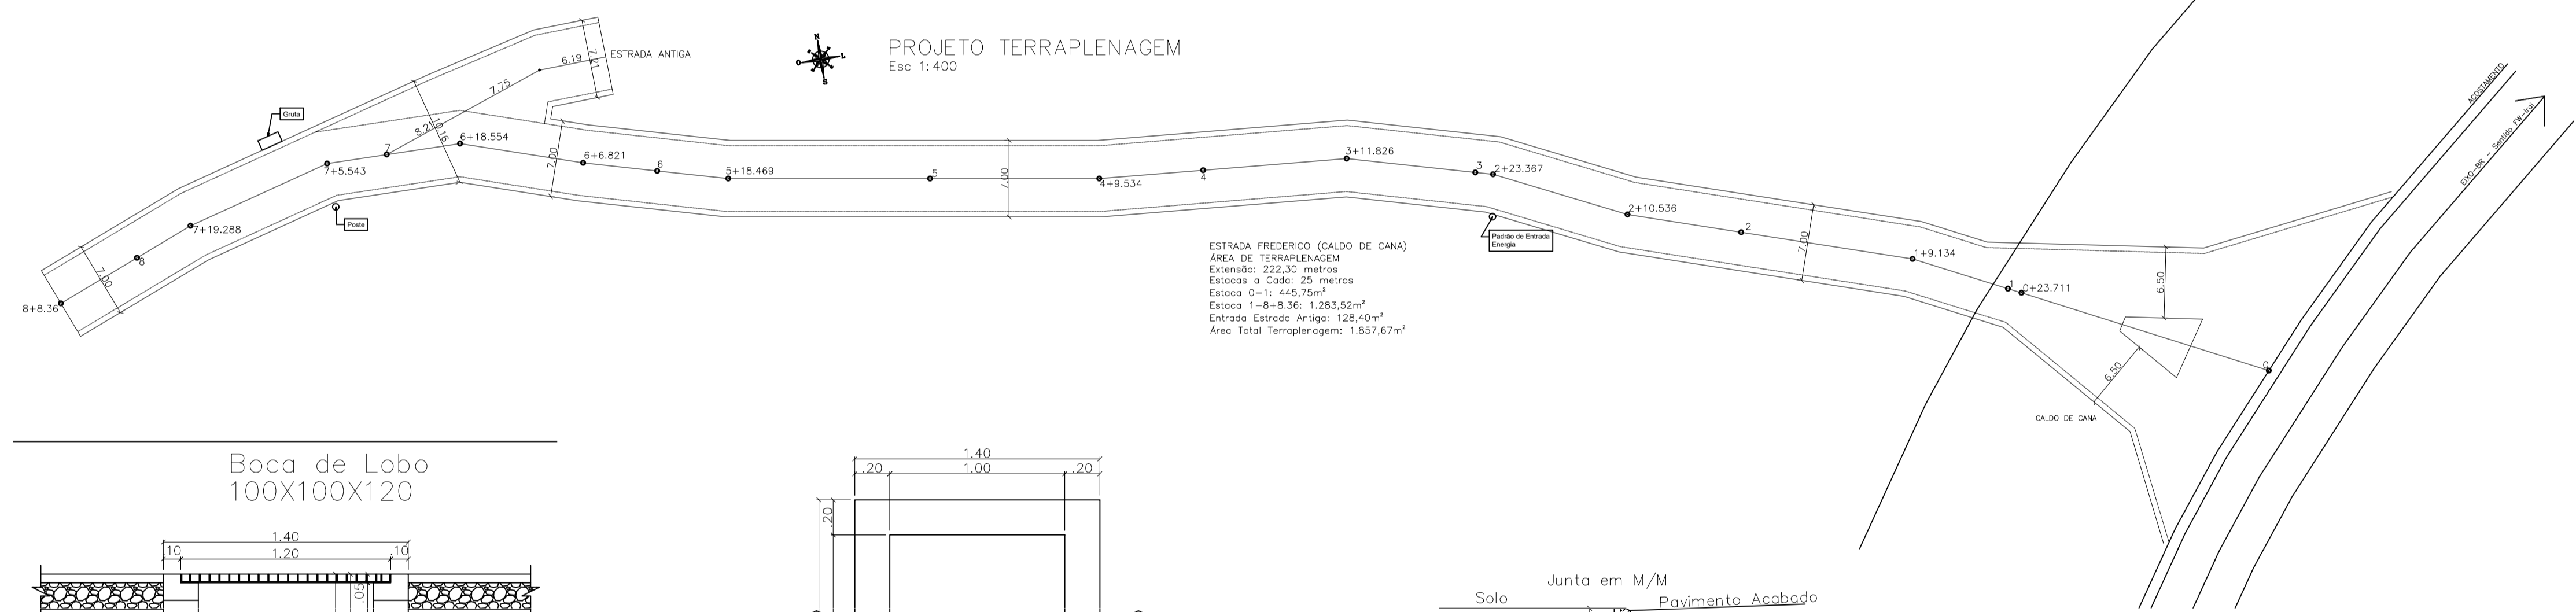 PROJETO TERRAPLENAGEM
Esc 1:400
N
L
S
O
ESTRADA ANTIGA
7.21
6.19
7.75
8.21
10.16
Gruta
7+5.543
7
6+18.554
6+6.821
7.00
6
5+18.469
5
7.00
4+9.534
4
3+11.826
3
2+23.367
2+10.536
2
7.00
1+9.134
1
0+23.711
0
7+19.288
8
7.00
8+8.36
Poste
Padrão de Entrada
Energia
6.50
6.50
CALDO DE CANA
ACOSTAMENTO
EIXO-BR - Sentido FW-Iraí
ESTRADA FREDERICO (CALDO DE CANA)
ÁREA DE TERRAPLENAGEM
Extensão: 222,30 metros
Estacas a Cada: 25 metros
Estaca 0-1: 445,75m²
Estaca 1-8+8.36: 1.283,52m²
Entrada Estrada Antiga: 128,40m²
Área Total Terraplenagem: 1.857,67m²
Boca de Lobo
100X100X120
1.40
.10
1.20
.10
.05
1.40
.20
1.00
.20
.20
Junta em M/M
Solo
Pavimento Acabado